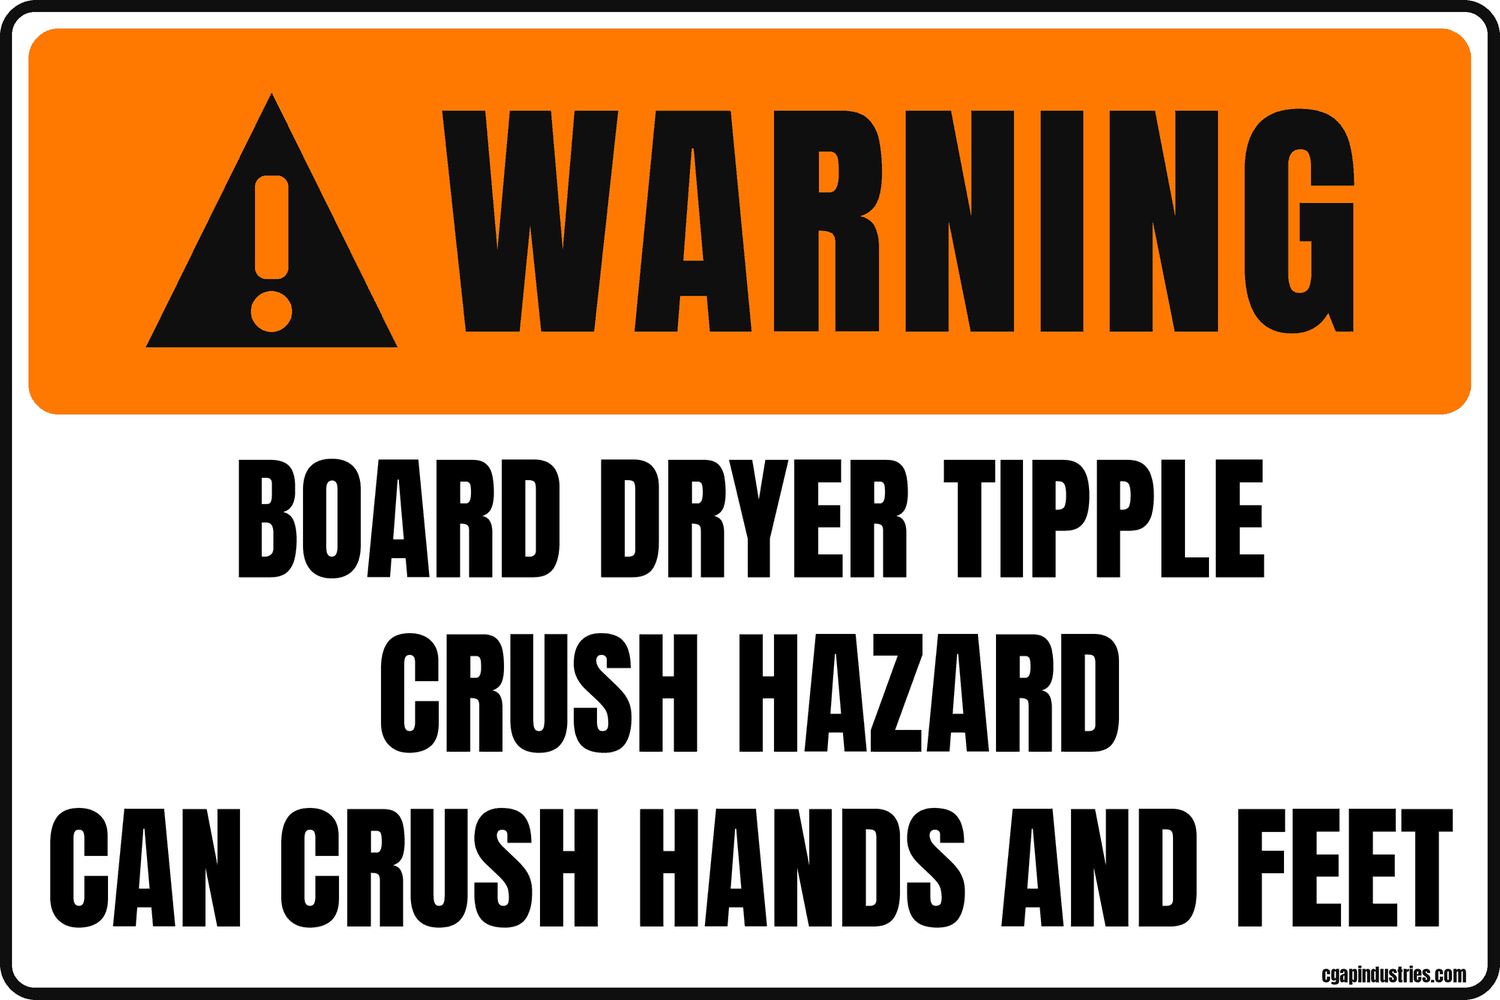 WARNING
BOARD DRYER TIPPLE
CRUSH HAZARD
CAN CRUSH HANDS AND FEET
cgapindustries.com